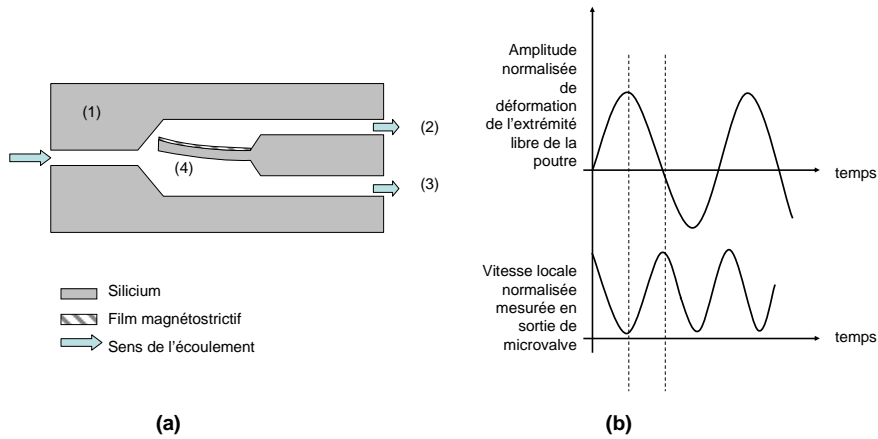 (1)
(2)
(4)
(3)
Silicium
Film magnétostrictif
Sens de l'écoulement
(a)
Amplitude
normalisée
de
déformation
de l'extrémité
libre de la
poutre
temps
Vitesse locale
normalisée
mesurée en
sortie de
microvalve
temps
(b)